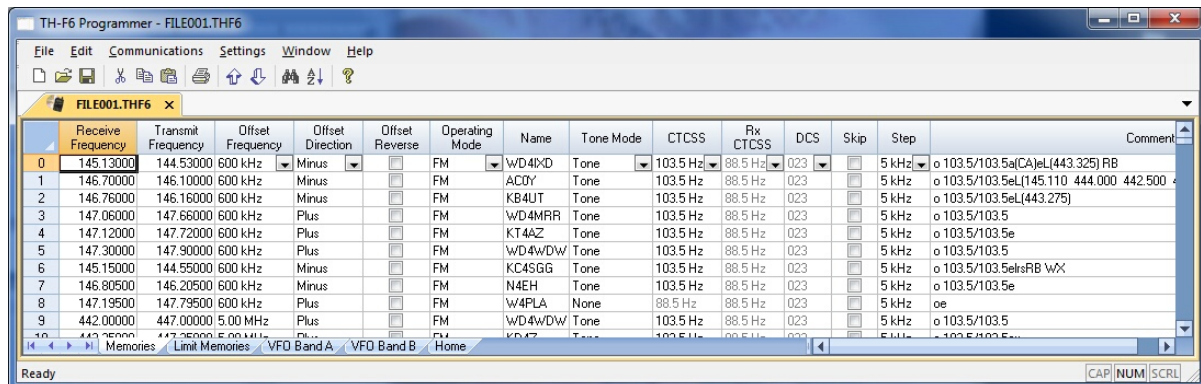 TH-F6 Programmer - FILE001.THF6
File Edit Communications Settings Window Help
FILE001.THF6 x
Receive Frequency Transmit Frequency Offset Frequency Offset Direction Offset Reverse Operating Mode Name Tone Mode CTCSS Rx CTCSS DCS Skip Step Comment
0 145.13000 144.53000 600 kHz Minus FM WD4IXD Tone 103.5 Hz 88.5 Hz 023 5 kHz o 103.5/103.5a(CA)eL(443.325) RB
1 146.70000 146.10000 600 kHz Minus FM AC0Y Tone 103.5 Hz 88.5 Hz 023 5 kHz o 103.5/103.5eL(145.110 444.000 442.500
2 146.76000 146.16000 600 kHz Minus FM KB4UT Tone 103.5 Hz 88.5 Hz 023 5 kHz o 103.5/103.5eL(443.275)
3 147.06000 147.66000 600 kHz Plus FM WD4MRR Tone 103.5 Hz 88.5 Hz 023 5 kHz o 103.5/103.5
4 147.12000 147.72000 600 kHz Plus FM KT4AZ Tone 103.5 Hz 88.5 Hz 023 5 kHz o 103.5/103.5e
5 147.30000 147.90000 600 kHz Plus FM WD4WDW Tone 103.5 Hz 88.5 Hz 023 5 kHz o 103.5/103.5
6 145.15000 144.55000 600 kHz Minus FM KC4SGG Tone 103.5 Hz 88.5 Hz 023 5 kHz o 103.5/103.5elrsRB WX
7 146.80500 146.20500 600 kHz Minus FM N4EH Tone 103.5 Hz 88.5 Hz 023 5 kHz o 103.5/103.5e
8 147.19500 147.79500 600 kHz Plus FM W4PLA None 88.5 Hz 88.5 Hz 023 5 kHz oe
9 442.00000 447.00000 5.00 MHz Plus FM WD4WDW Tone 103.5 Hz 88.5 Hz 023 5 kHz o 103.5/103.5
Memories Limit Memories VFO Band A VFO Band B Home
Ready CAP NUM SCRL